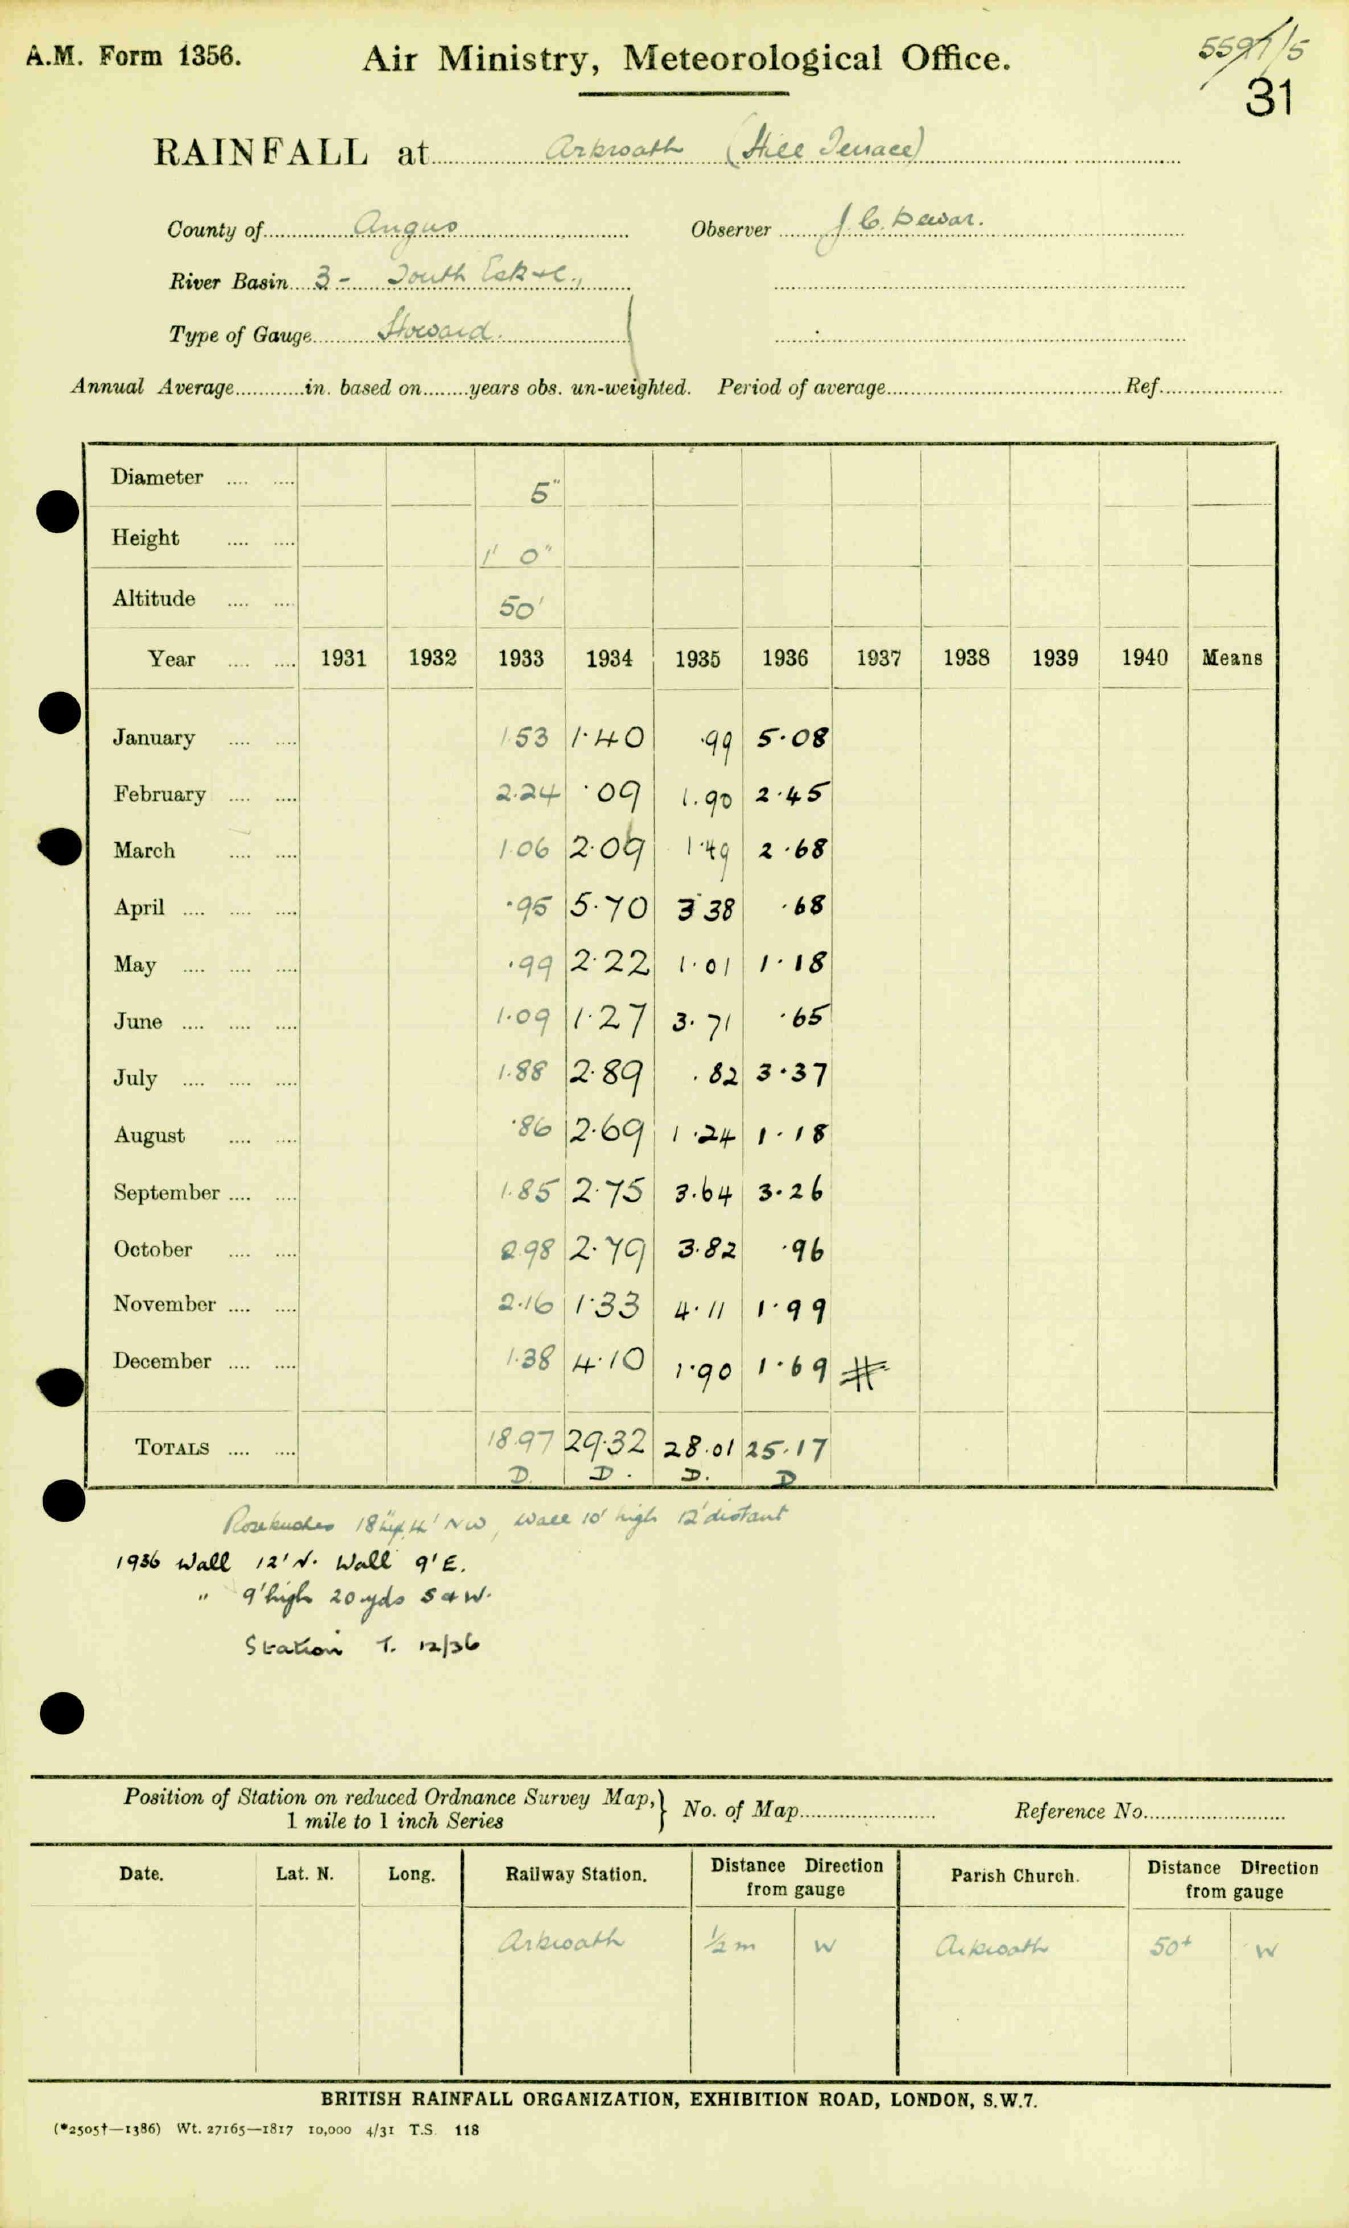 A.M. Form 1356.
Air Ministry, Meteorological Office.
5597/5
31
RAINFALL at Arbroath (Hill Terrace)
County of Angus Observer J. C. Dewar.
River Basin 3 - South Esk &c.,
Type of Gauge Howard.
Annual Average in. based on years obs. un-weighted. Period of average Ref.
Diameter 5"
Height 1' 0"
Altitude 50'
Year 1931 1932 1933 1934 1935 1936 1937 1938 1939 1940 Means
January 1.53 1.40 .99 5.08
February 2.24 .09 1.90 2.45
March 1.06 2.09 1.49 2.68
April .95 5.70 3.38 .68
May .99 2.22 1.01 1.18
June 1.09 1.27 3.71 .65
July 1.88 2.89 .82 3.37
August .86 2.69 1.24 1.18
September 1.85 2.75 3.64 3.26
October 2.98 2.79 3.82 .96
November 2.16 1.33 4.11 1.99
December 1.38 4.10 1.90 1.69 #
TOTALS 18.97 29.32 28.01 25.17
D. D. D. D
Rosebushes 18" 4' NW, Wall 10' high 12' distant
1936 Wall 12' N. Wall 9' E.
" 9' high 20 yds S & W.
Station T. 12/36
Position of Station on reduced Ordnance Survey Map, 1 mile to 1 inch Series } No. of Map Reference No.
Date. Lat. N. Long. Railway Station. Distance Direction from gauge Parish Church. Distance Direction from gauge
Arbroath ½ m W Arbroath 50+ W
BRITISH RAINFALL ORGANIZATION, EXHIBITION ROAD, LONDON, S.W.7.
(*2505†—1386) Wt. 27165—1817 10,000 4/31 T.S. 118